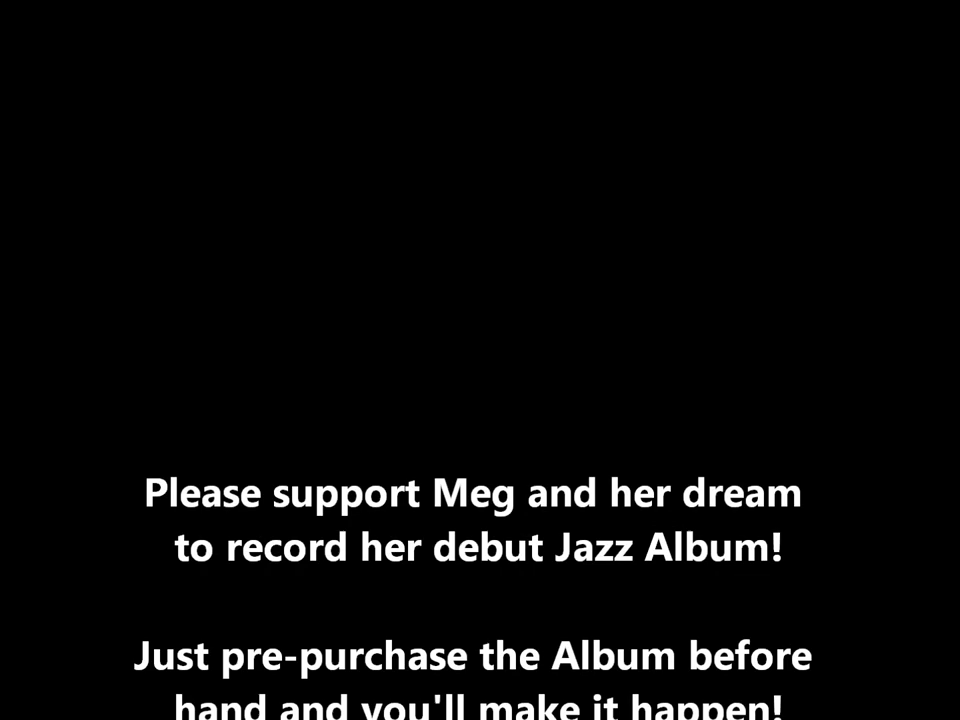 Please support Meg and her dream
to record her debut Jazz Album!
Just pre-purchase the Album before
hand and you'll make it happen!